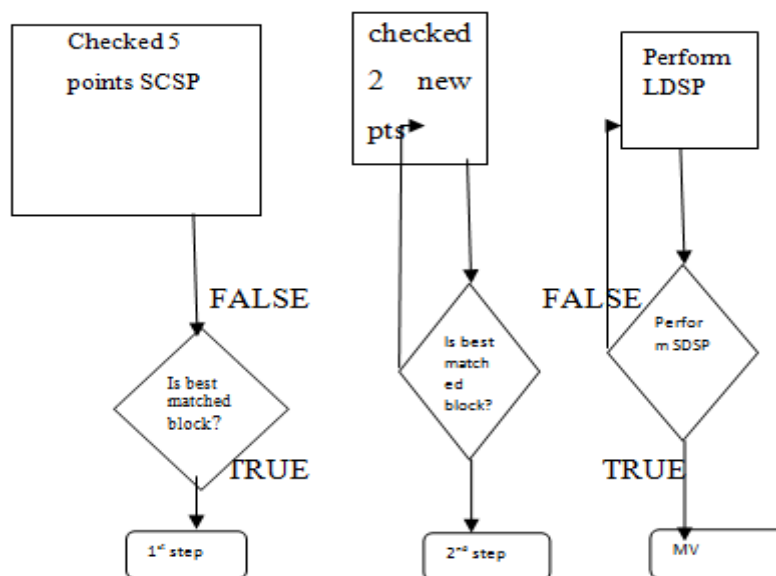 Checked 5
points SCSP
checked
2 new
pts
Perform
LDSP
FALSE
FALSE
Is best
matched
block?
Is best
match
ed
block?
Perfor
m SDSP
TRUE
TRUE
1st step
2nd step
MV